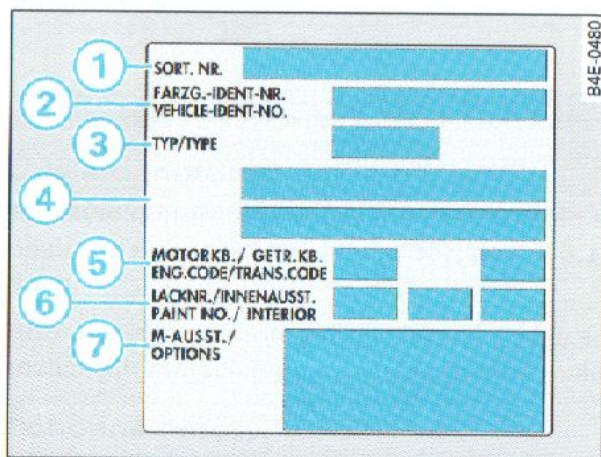 B4E-0480
1 SORT. NR.
2 FARZG.-IDENT-NR.
VEHICLE-IDENT-NO.
3 TYP/TYPE
4
5 MOTORKB./ GETR.KB.
ENG.CODE/TRANS.CODE
6 LACKNR./INNENAUSST.
PAINT NO./ INTERIOR
7 M-AUSST./
OPTIONS